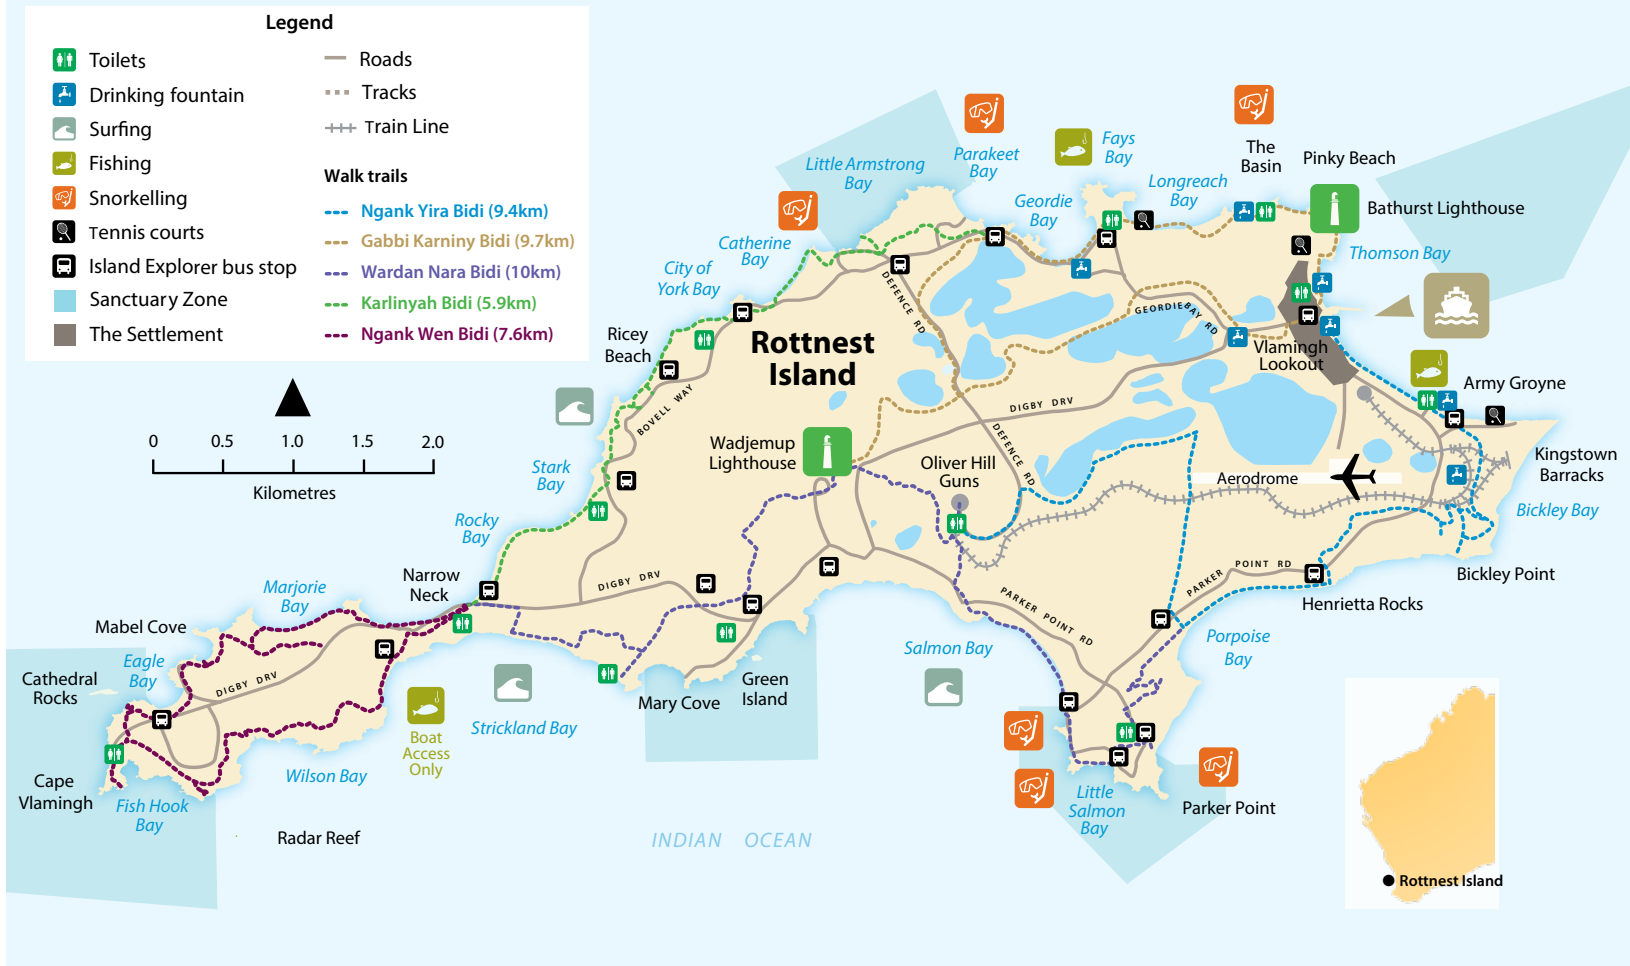 Legend
Toilets
Drinking fountain
Surfing
Fishing
Snorkelling
Tennis courts
Island Explorer bus stop
Sanctuary Zone
The Settlement
Roads
Tracks
Train Line
Walk trails
Ngank Yira Bidi (9.4km)
Gabbi Karniny Bidi (9.7km)
Wardan Nara Bidi (10km)
Karlinyah Bidi (5.9km)
Ngank Wen Bidi (7.6km)
0 0.5 1.0 1.5 2.0
Kilometres
Rottnest
Island
Little Armstrong
Bay
Parakeet
Bay
Fays
Bay
The
Basin
Pinky Beach
Geordie
Bay
Longreach
Bay
Bathurst Lighthouse
Thomson Bay
Catherine
Bay
City of
York Bay
Ricey
Beach
DEFENCE RD
GEORDIEBAY RD
Vlamingh
Lookout
Army Groyne
BOVELL WAY
DIGBY DRV
DEFENCE RD
Wadjemup
Lighthouse
Oliver Hill
Guns
Aerodrome
Kingstown
Barracks
Bickley Bay
Stark
Bay
Rocky
Bay
Narrow
Neck
DIGBY DRV
PARKER POINT RD
PARKER POINT RD
Bickley Point
Henrietta Rocks
Marjorie
Bay
Mabel Cove
Eagle
Bay
Cathedral
Rocks
DIGBY DRV
Salmon Bay
Porpoise
Bay
Green
Island
Mary Cove
Strickland Bay
Boat
Access
Only
Wilson Bay
Cape
Vlamingh
Fish Hook
Bay
Radar Reef
Little
Salmon
Bay
Parker Point
INDIAN OCEAN
Rottnest Island